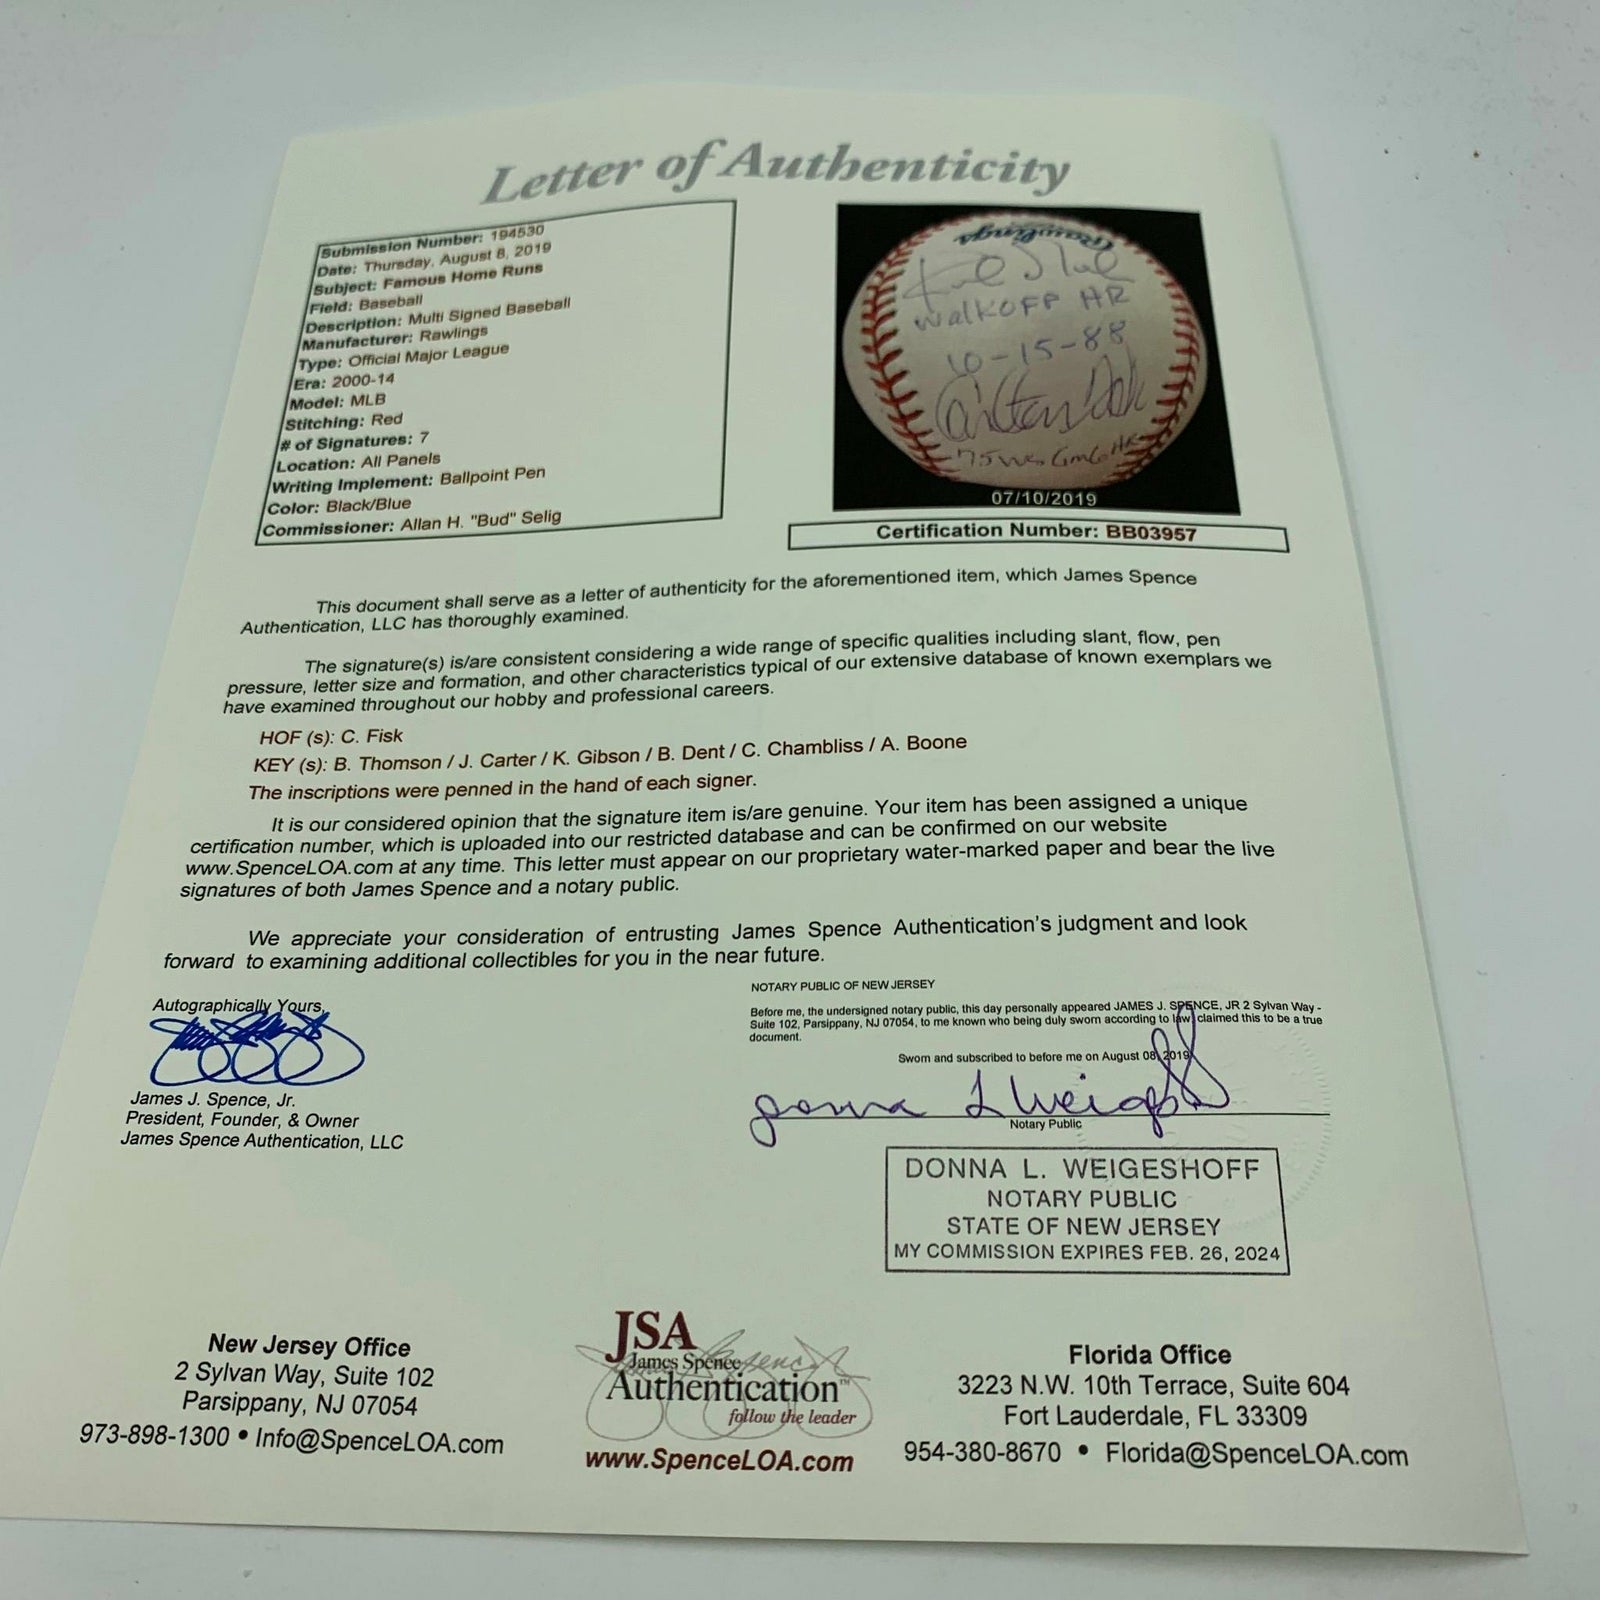 Letter of Authenticity
Submission Number: 194530
Date: Thursday, August 8, 2019
Subject: Famous Home Runs
Field: Baseball
Description: Multi Signed Baseball
Manufacturer: Rawlings
Type: Official Major League
Era: 2000-14
Model: MLB
Stitching: Red
# of Signatures: 7
Location: All Panels
Writing Implement: Ballpoint Pen
Color: Black/Blue
Commissioner: Allan H. "Bud" Selig
Rawlings
Walkoff HR
10-15-88
Carlton Fisk
75 WS Gm6 HR
07/10/2019
Certification Number: BB03957
This document shall serve as a letter of authenticity for the aforementioned item, which James Spence
Authentication, LLC has thoroughly examined.
The signature(s) is/are consistent considering a wide range of specific qualities including slant, flow, pen
pressure, letter size and formation, and other characteristics typical of our extensive database of known exemplars we
have examined throughout our hobby and professional careers.
HOF (s): C. Fisk
KEY (s): B. Thomson / J. Carter / K. Gibson / B. Dent / C. Chambliss / A. Boone
The inscriptions were penned in the hand of each signer.
It is our considered opinion that the signature item is/are genuine. Your item has been assigned a unique
certification number, which is uploaded into our restricted database and can be confirmed on our website
www.SpenceLOA.com at any time. This letter must appear on our proprietary water-marked paper and bear the live
signatures of both James Spence and a notary public.
We appreciate your consideration of entrusting James Spence Authentication's judgment and look
forward to examining additional collectibles for you in the near future.
Autographically Yours,
James J. Spence, Jr.
President, Founder, & Owner
James Spence Authentication, LLC
NOTARY PUBLIC OF NEW JERSEY
Before me, the undersigned notary public, this day personally appeared JAMES J. SPENCE, JR 2 Sylvan Way -
Suite 102, Parsippany, NJ 07054, to me known who being duly sworn according to law, claimed this to be a true
document.
Sworn and subscribed to before me on August 08, 2019
Donna L Weigeshoff
Notary Public
DONNA L. WEIGESHOFF
NOTARY PUBLIC
STATE OF NEW JERSEY
MY COMMISSION EXPIRES FEB. 26, 2024
New Jersey Office
2 Sylvan Way, Suite 102
Parsippany, NJ 07054
973-898-1300 • Info@SpenceLOA.com
JSA
James Spence
Authentication™
follow the leader
www.SpenceLOA.com
Florida Office
3223 N.W. 10th Terrace, Suite 604
Fort Lauderdale, FL 33309
954-380-8670 • Florida@SpenceLOA.com